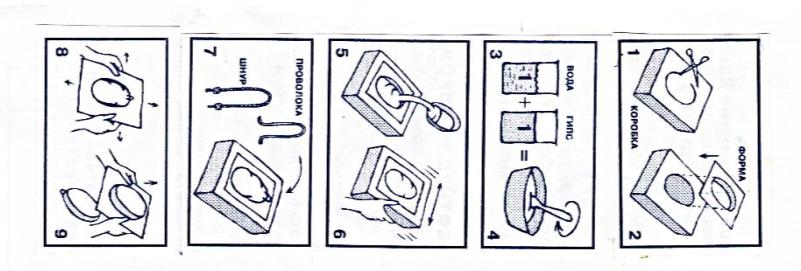 ФОРМА
1 КОРОБКА 2
ВОДА ГИПС
1 + 1 =
3 4
5 6
ПРОВОЛОКА
ШНУР
7
8 9